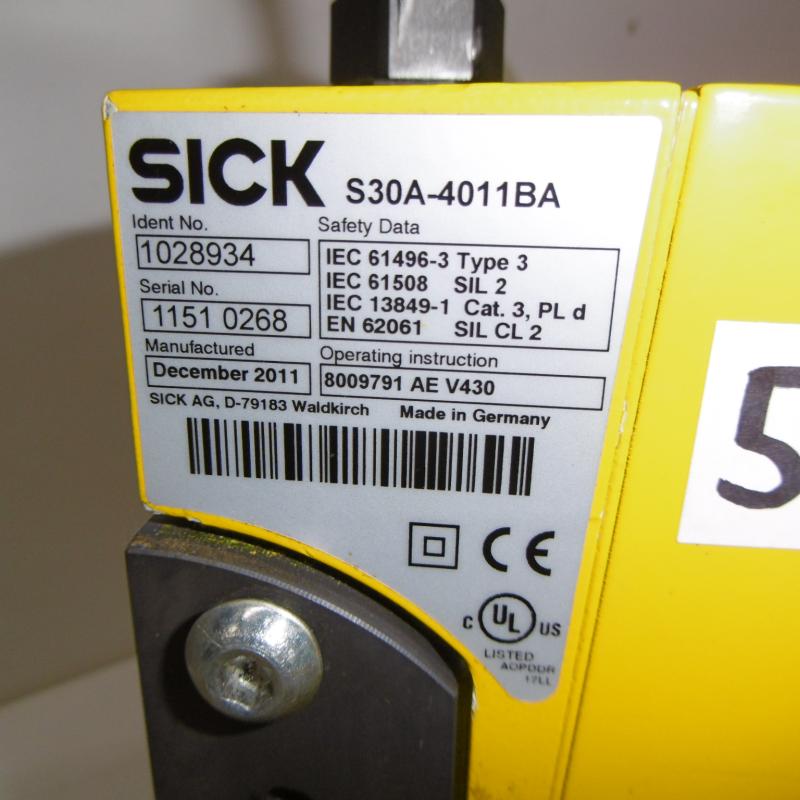 SICK S30A-4011BA
Ident No. Safety Data
1028934
IEC 61496-3 Type 3
IEC 61508 SIL 2
IEC 13849-1 Cat. 3, PL d
EN 62061 SIL CL 2
Serial No.
1151 0268
Manufactured Operating instruction
December 2011 8009791 AE V430
SICK AG, D-79183 Waldkirch Made in Germany
CE
C UL US
LISTED
AOPDDR
17LL
5